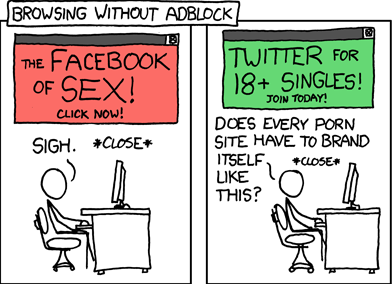 BROWSING WITHOUT ADBLOCK
THE FACEBOOK
OF SEX!
CLICK NOW!
SIGH.
*CLOSE*
TWITTER FOR
18+ SINGLES!
JOIN TODAY!
DOES EVERY PORN
SITE HAVE TO BRAND
ITSELF
LIKE
THIS?
*CLOSE*